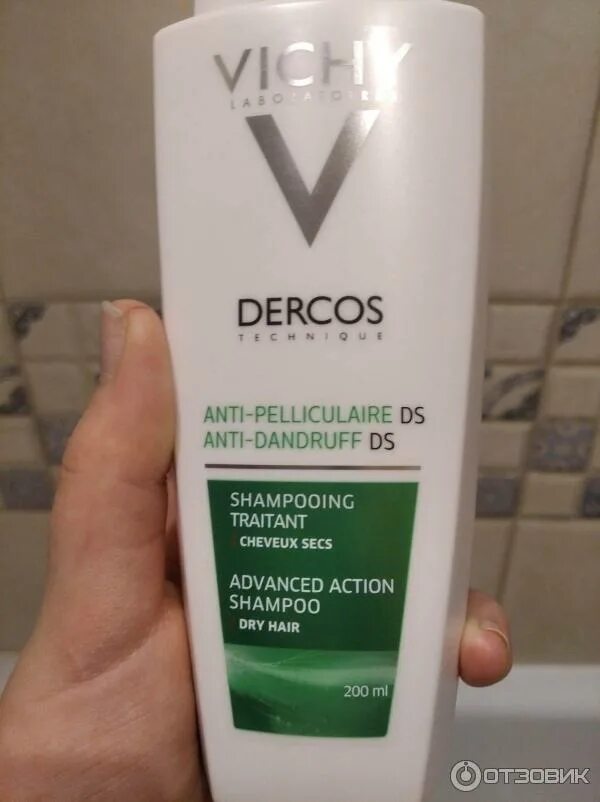 VICHY
LABORATOIRES
V
DERCOS
TECHNIQUE
ANTI-PELLICULAIRE DS
ANTI-DANDRUFF DS
SHAMPOOING
TRAITANT
CHEVEUX SECS
ADVANCED ACTION
SHAMPOO
DRY HAIR
200 ml
ОТЗОВИК